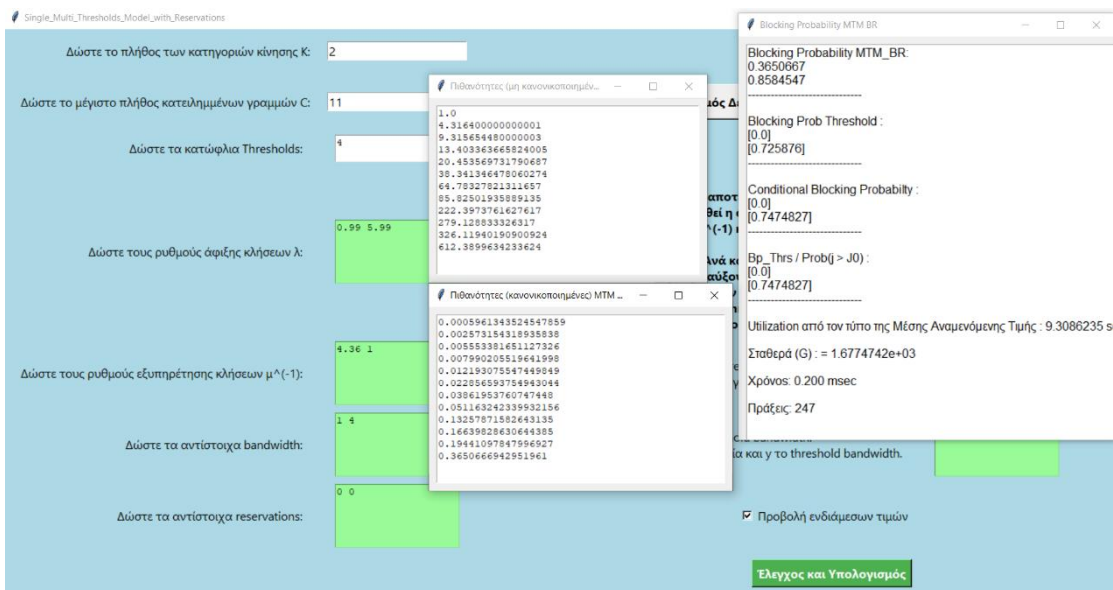 Single_Multi_Thresholds_Model_with_Reservations
Δώστε το πλήθος των κατηγοριών κίνησης K:
2
Δώστε το μέγιστο πλήθος κατειλημμένων γραμμών C:
11
Δώστε τα κατώφλια Thresholds:
4
Δώστε τους ρυθμούς άφιξης κλήσεων λ:
0.99 5.99
Δώστε τους ρυθμούς εξυπηρέτησης κλήσεων μ^(-1):
4.36 1
Δώστε τα αντίστοιχα bandwidth:
1 4
Δώστε τα αντίστοιχα reservations:
0 0
Πιθανότητες (μη κανονικοποιημέν...
1.0
4.316400000000001
9.315654480000003
13.403363665824005
20.453569731790687
38.341346478060274
64.78327821311657
85.82501935889135
222.3973761627617
279.128833326317
326.11940190900924
612.3899634233624
Πιθανότητες (κανονικοποιημένες) MTM ...
0.0005961343524547859
0.002573154318935838
0.005553381651127326
0.007990205519641998
0.012193075547449849
0.022856593754943044
0.03861953760747448
0.051163242339932156
0.13257871582643135
0.16639828630644385
0.19441097847996927
0.3650666942951961
Blocking Probability MTM BR
Blocking Probability MTM_BR:
0.3650667
0.8584547
------------------------------
Blocking Prob Threshold :
[0.0]
[0.725876]
------------------------------
Conditional Blocking Probabilty :
[0.0]
[0.7474827]
------------------------------
Bp_Thrs / Prob(j > J0) :
[0.0]
[0.7474827]
------------------------------
Utilization από τον τύπο της Μέσης Αναμενόμενης Τιμής : 9.3086235 s
Σταθερά (G) : = 1.6774742e+03
Χρόνος: 0.200 msec
Πράξεις: 247
και y το threshold bandwidth.
Προβολή ενδιάμεσων τιμών
Έλεγχος και Υπολογισμός